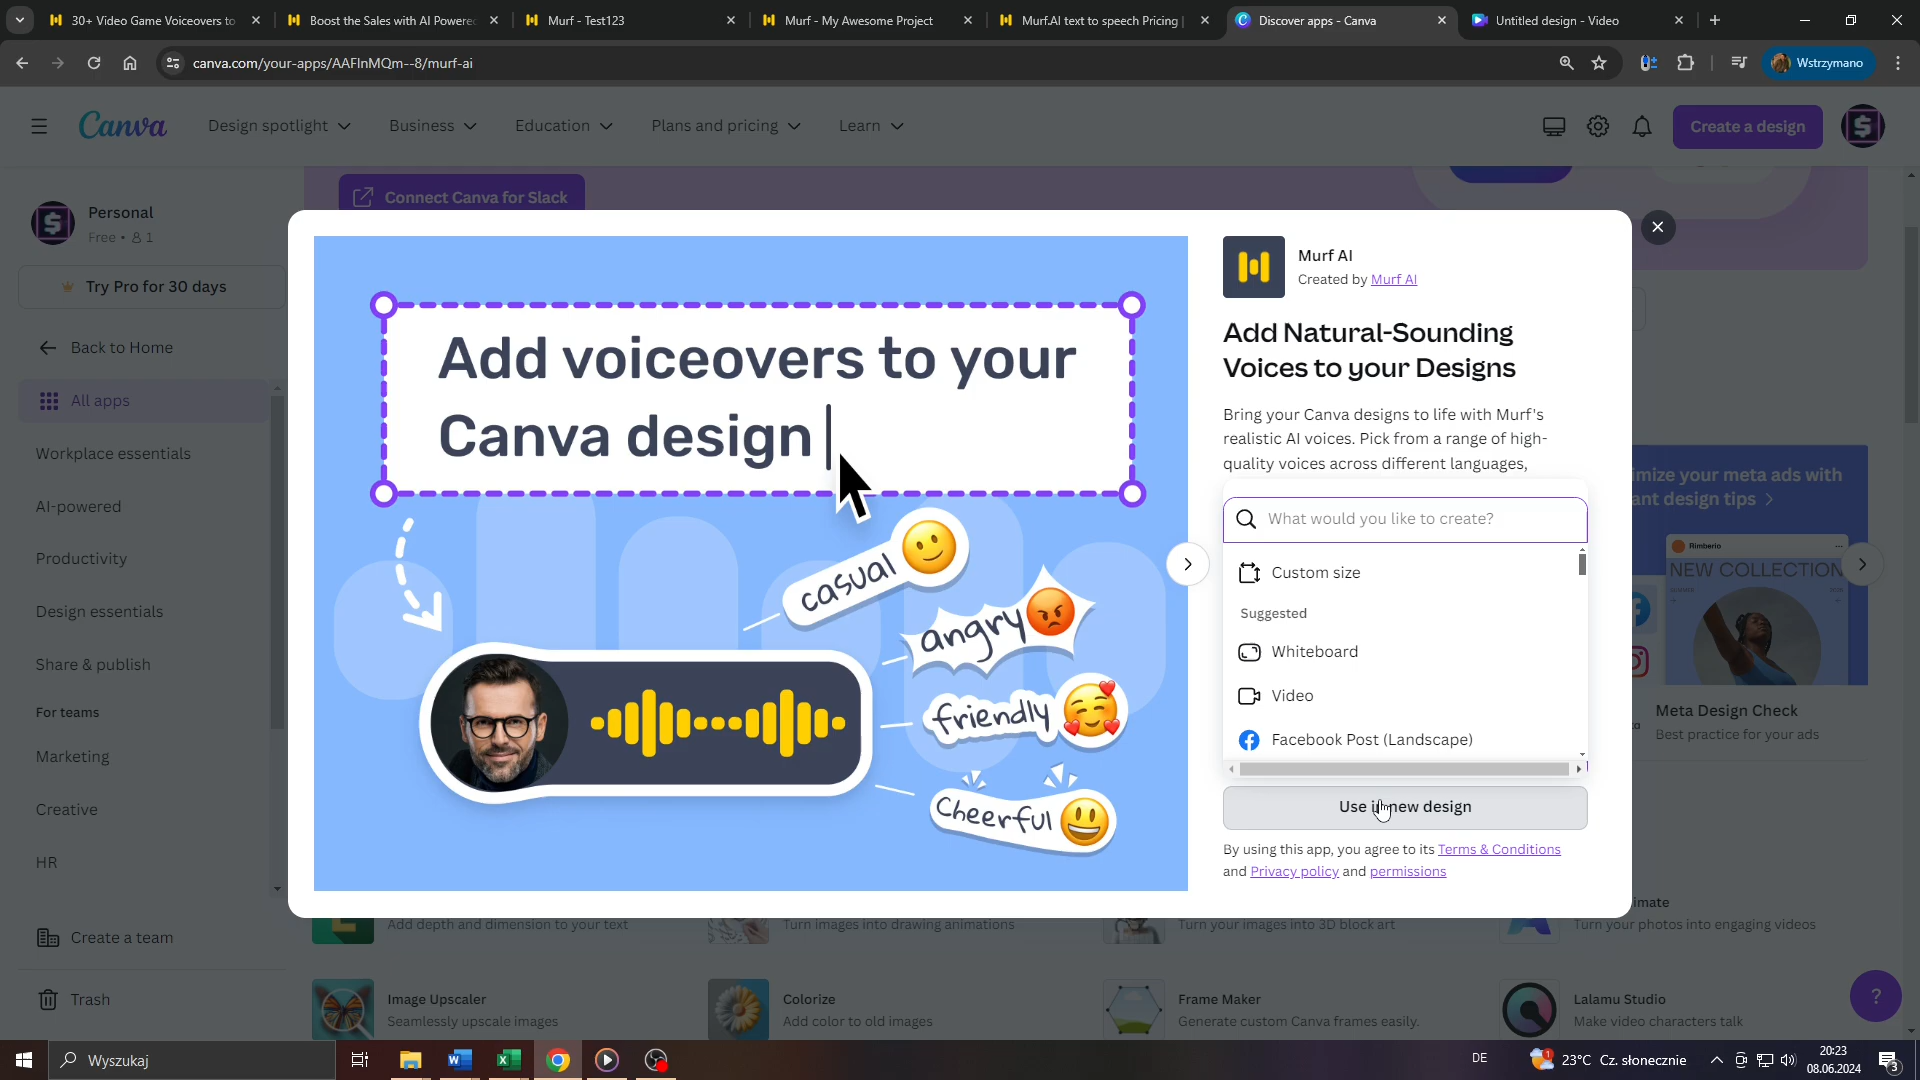 30+ Video Game Voiceovers to
Boost the Sales with AI Powered
Murf - Test123
Murf - My Awesome Project
Murf.AI text to speech Pricing |
Discover apps - Canva
Untitled design - Video
canva.com/your-apps/AAFlnMQm--8/murf-ai
Wstrzymano
Canva
Design spotlight
Business
Education
Plans and pricing
Learn
Create a design
Personal
Free • 1
Try Pro for 30 days
Back to Home
All apps
Workplace essentials
AI-powered
Productivity
Design essentials
Share & publish
For teams
Marketing
Creative
HR
Create a team
Trash
Connect Canva for Slack
Add voiceovers to your
Canva design
casual
angry
friendly
Cheerful
Murf AI
Created by Murf AI
Add Natural-Sounding
Voices to your Designs
Bring your Canva designs to life with Murf's
realistic AI voices. Pick from a range of high-
quality voices across different languages,
What would you like to create?
Custom size
Suggested
Whiteboard
Video
Facebook Post (Landscape)
Use in new design
By using this app, you agree to its Terms & Conditions
and Privacy policy and permissions
imize your meta ads with
ant design tips
Rimberio
NEW COLLECTION
Meta Design Check
Best practice for your ads
Add depth and dimension to your text
Turn images into drawing animations
Turn your images into 3D block art
imate
Turn your photos into engaging videos
Image Upscaler
Seamlessly upscale images
Colorize
Add color to old images
Frame Maker
Generate custom Canva frames easily.
Lalamu Studio
Make video characters talk
?
Wyszukaj
DE
1
23°C Cz. słonecznie
20:23
08.06.2024
3